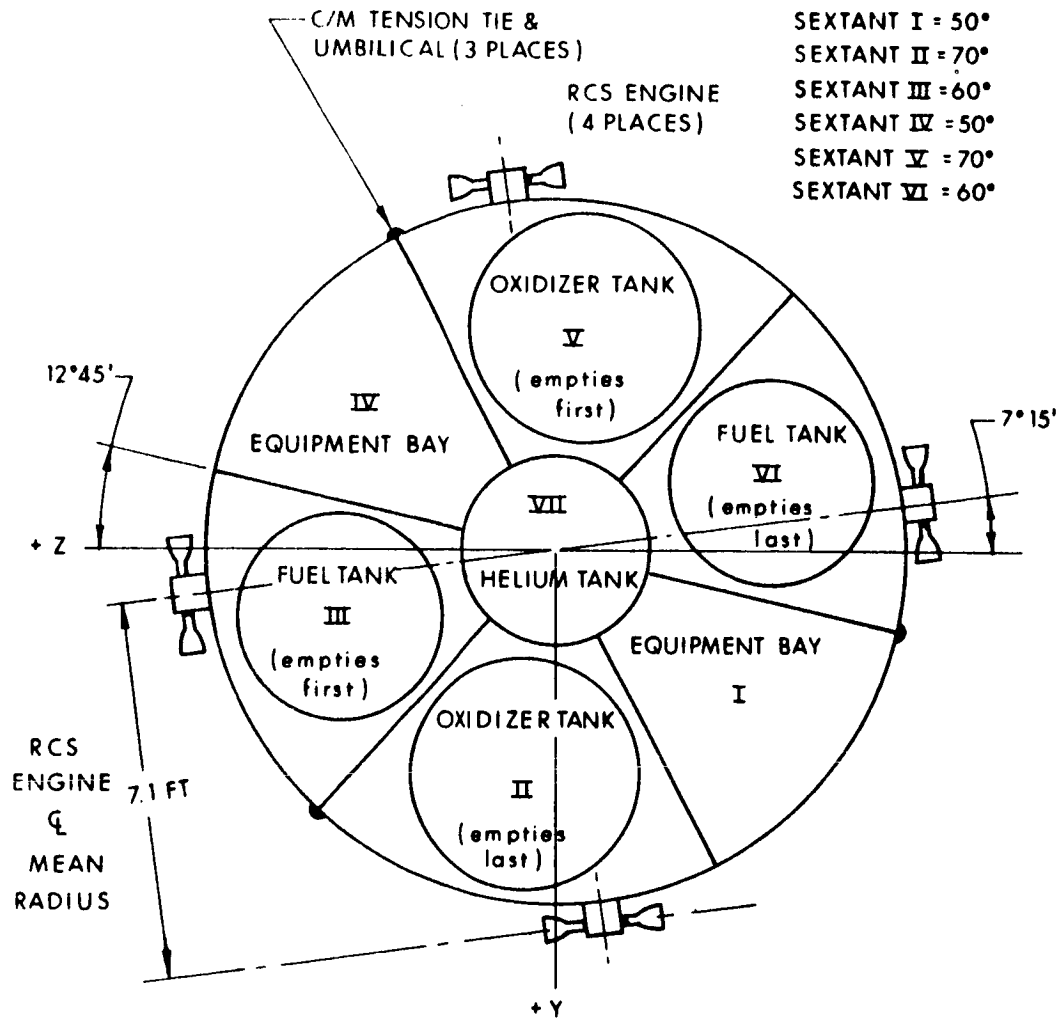 C/M TENSION TIE &
UMBILICAL (3 PLACES)
RCS ENGINE
(4 PLACES)
SEXTANT I = 50°
SEXTANT II = 70°
SEXTANT III = 60°
SEXTANT IV = 50°
SEXTANT V = 70°
SEXTANT VI = 60°
OXIDIZER TANK
V
(empties
first)
12°45'
IV
EQUIPMENT BAY
FUEL TANK
VI
(empties
last)
7°15'
VII
HELIUM TANK
+ Z
FUEL TANK
III
(empties
first)
EQUIPMENT BAY
I
OXIDIZER TANK
II
(empties
last)
RCS
ENGINE
℄
MEAN
RADIUS
7.1 FT
+ Y